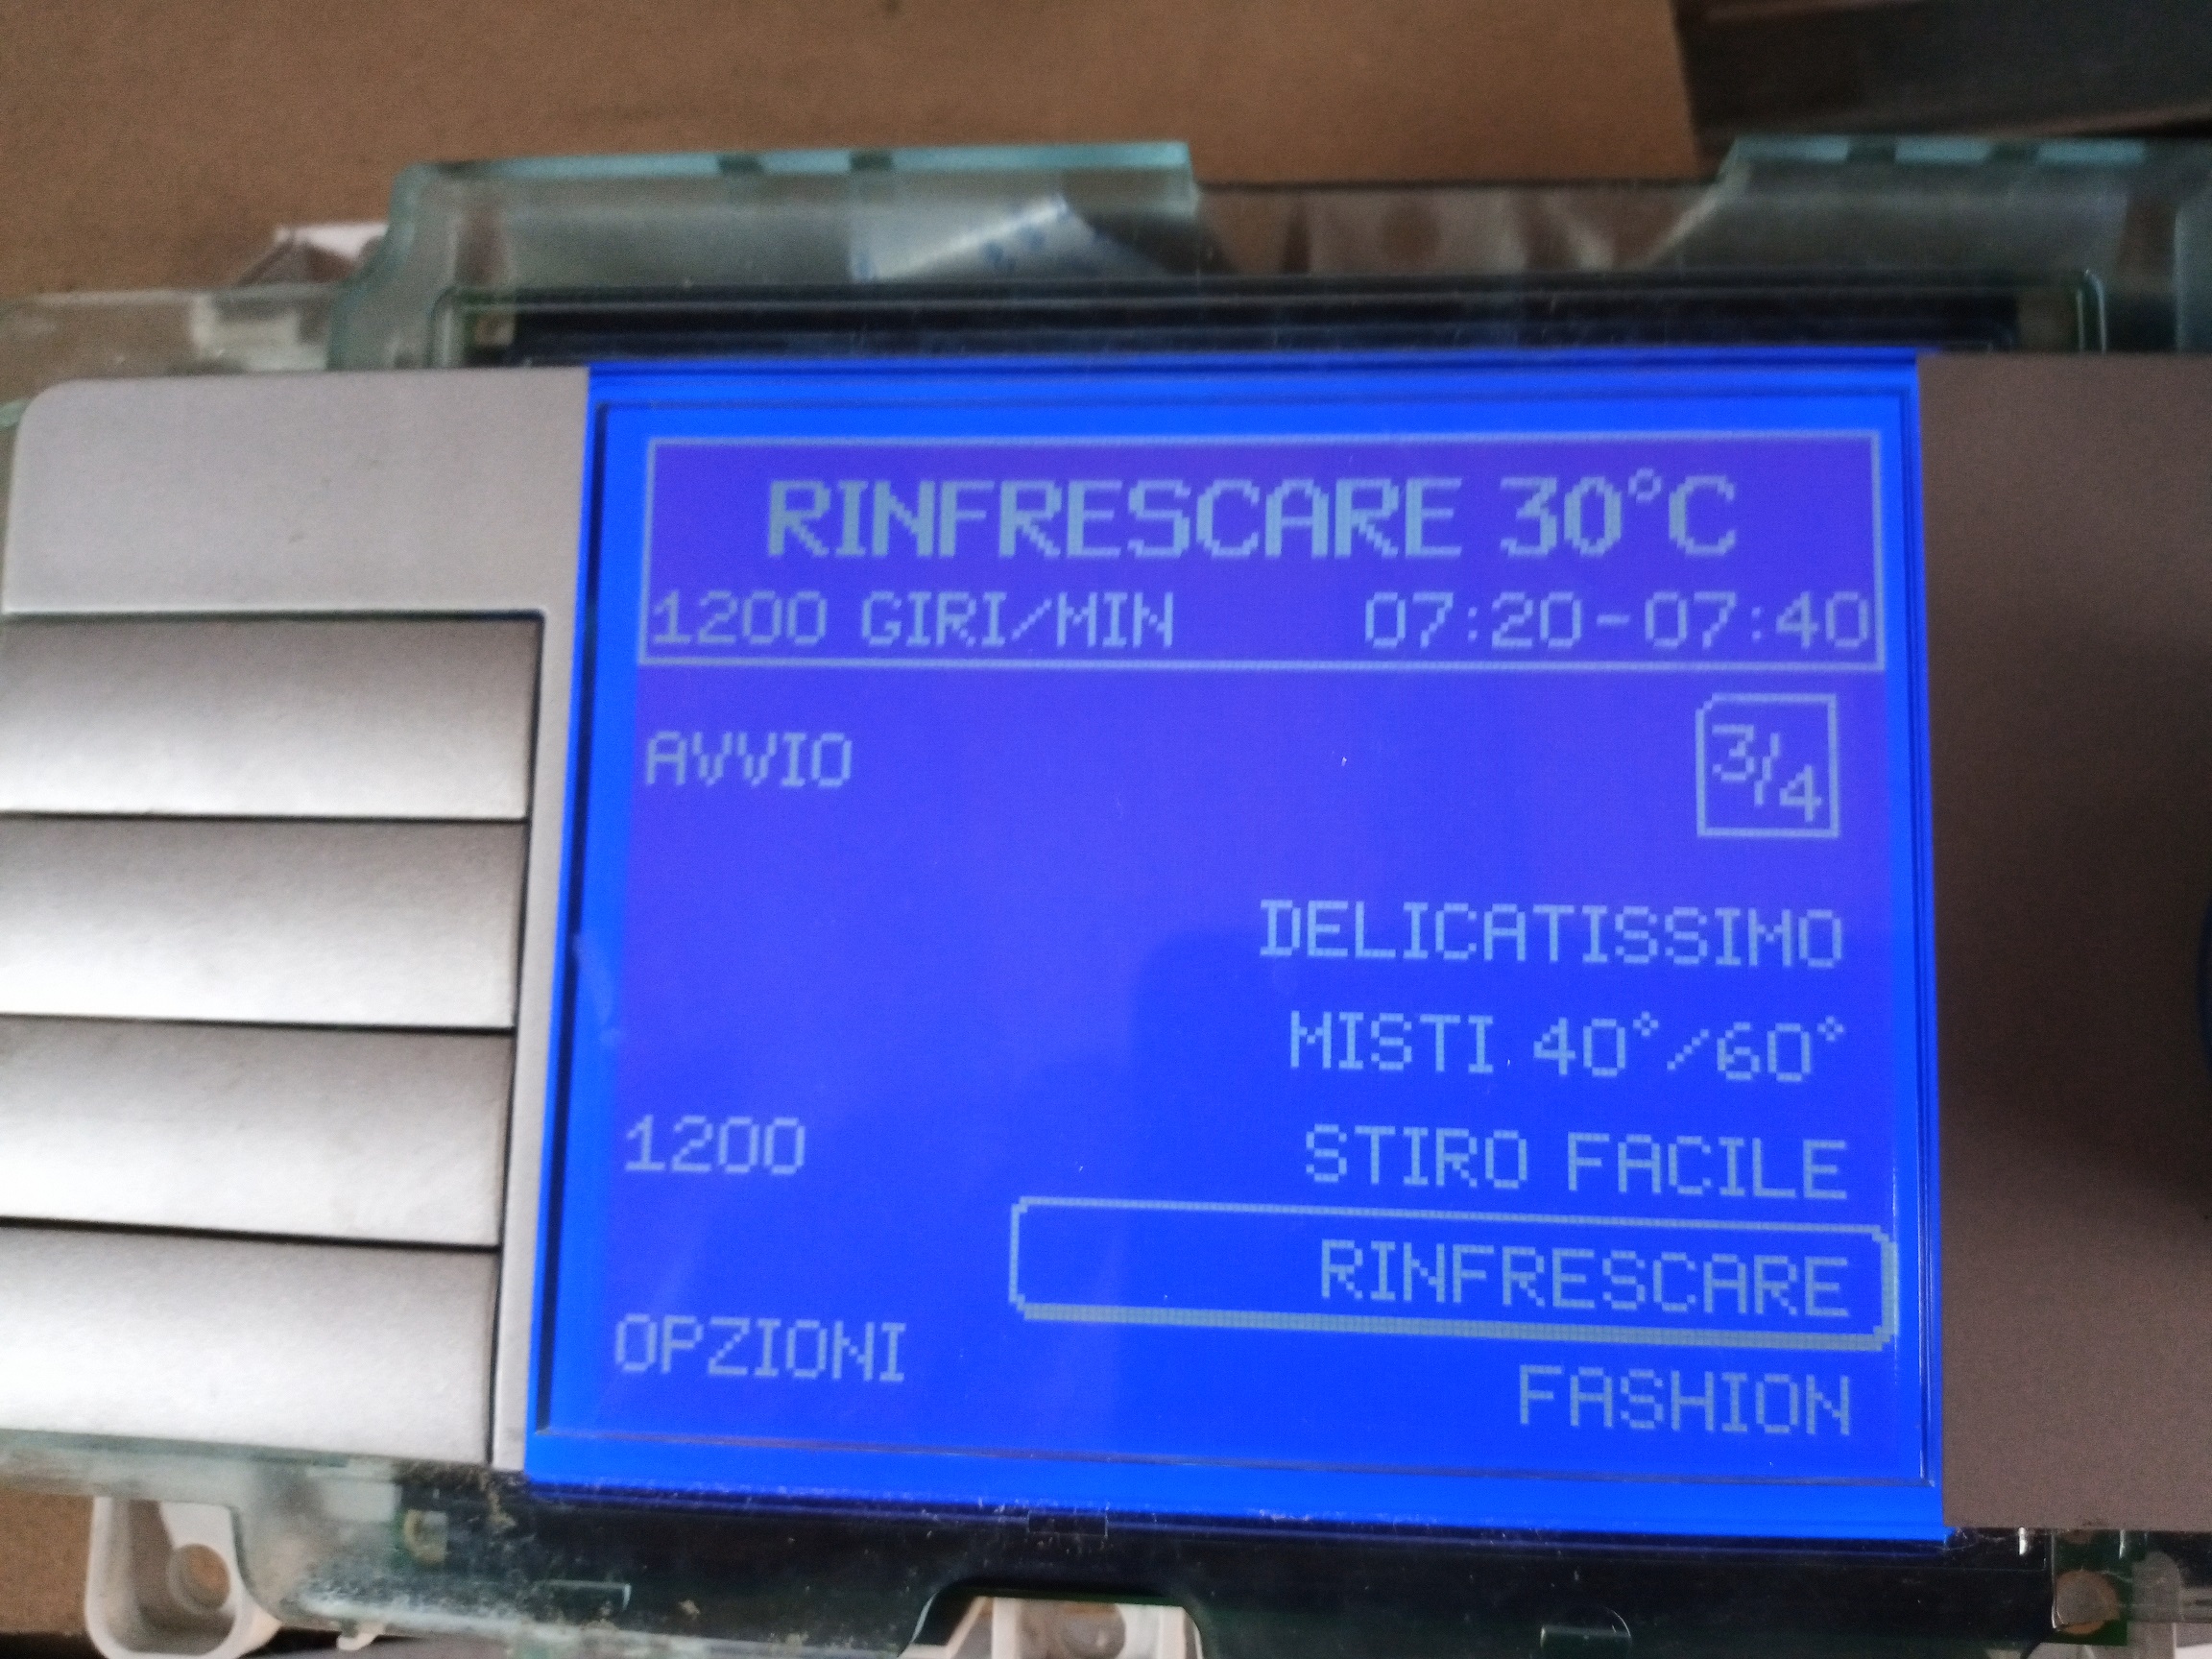 RINFRESCARE 30°C
1200 GIRI/MIN 07:20-07:40
AVVIO 3/4
DELICATISSIMO
MISTI 40°/60°
1200 STIRO FACILE
RINFRESCARE
OPZIONI
FASHION